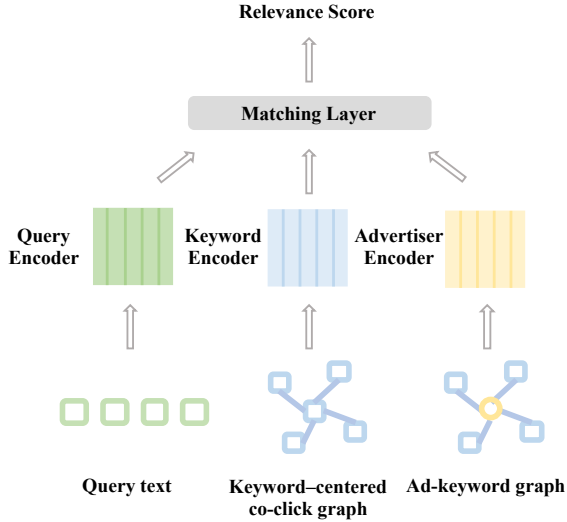 Relevance Score
Matching Layer
Query
Encoder
Keyword
Encoder
Advertiser
Encoder
Query text
Keyword–centered
co-click graph
Ad-keyword graph